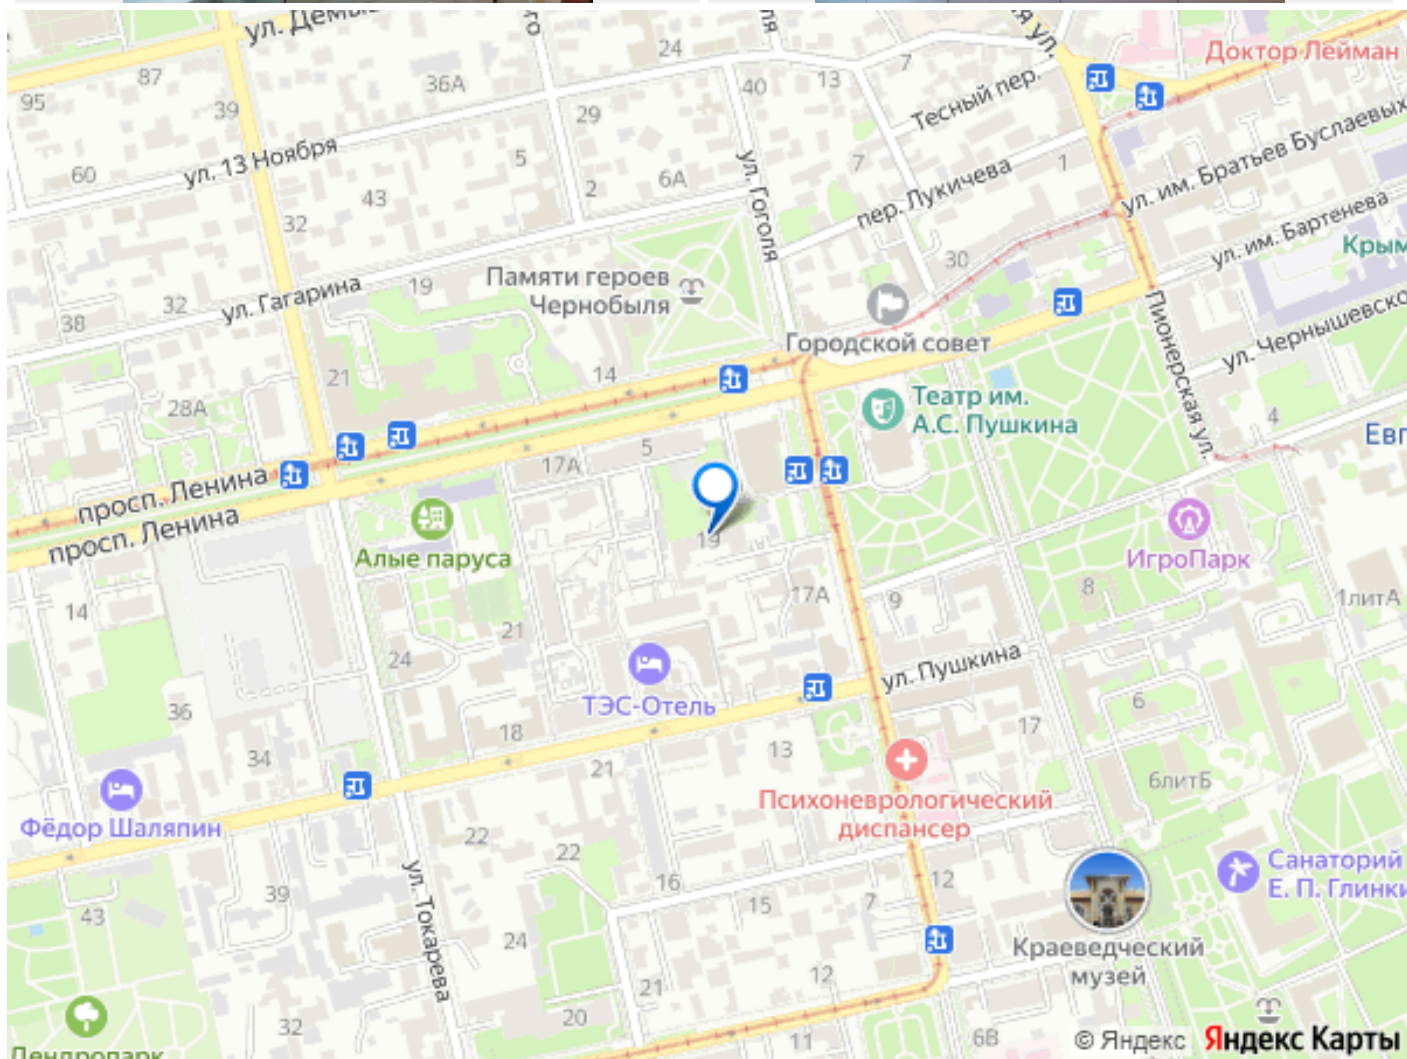 24
13
7
Доктор Лейман
87
36А
40
Тесный пер.
95
39
29
ул. 13 Ноября
5
7
1
ул. им. Братьев Буслаевых
60
43
2
6А
ул. Гоголя
пер. Лукичева
ул. им. Бартенева
32
Крым
30
Памяти героев
Чернобыля
19
ул. Гагарина
32
38
Городской совет
Пионерская ул.
ул. Чернышевско
21
14
28А
Театр им.
А.С. Пушкина
4
Евп
5
17А
просп. Ленина
просп. Ленина
19
Алые паруса
ИгроПарк
14
17А
9
8
1литА
21
24
ул. Пушкина
ТЭС-Отель
6
36
18
17
13
34
21
6литБ
Психоневрологический
диспансер
Фёдор Шаляпин
22
22
ул. Токарева
16
12
Санаторий
Е. П. Глинки
39
43
15
7
24
Краеведческий
музей
12
21
32
20
11
6В
Дендропарк
© Яндекс Яндекс Карты